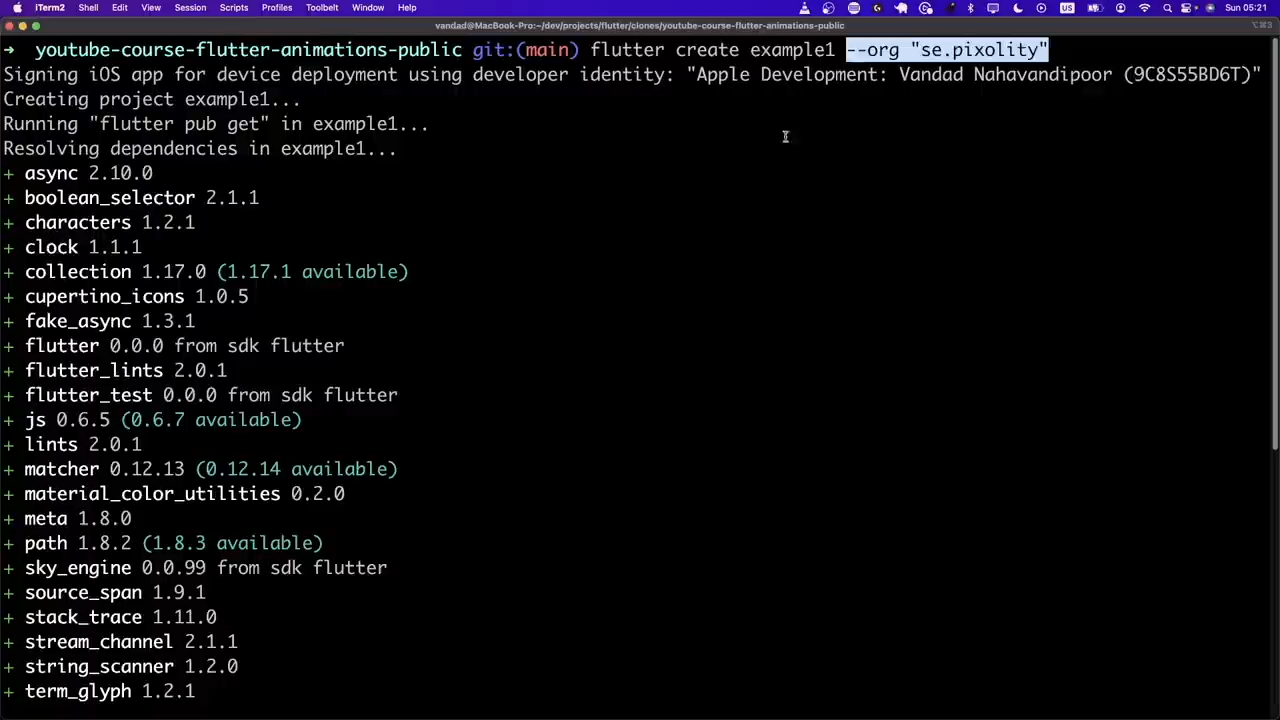 iTerm2 Shell Edit View Session Scripts Profiles Toolbelt Window Help US Sun 05:21
vandad@MacBook-Pro:~/dev/projects/flutter/clones/youtube-course-flutter-animations-public ⌥⌘3
➜ youtube-course-flutter-animations-public git:(main) flutter create example1 --org "se.pixolity"
Signing iOS app for device deployment using developer identity: "Apple Development: Vandad Nahavandipoor (9C8S55BD6T)"
Creating project example1...
Running "flutter pub get" in example1...
Resolving dependencies in example1...
+ async 2.10.0
+ boolean_selector 2.1.1
+ characters 1.2.1
+ clock 1.1.1
+ collection 1.17.0 (1.17.1 available)
+ cupertino_icons 1.0.5
+ fake_async 1.3.1
+ flutter 0.0.0 from sdk flutter
+ flutter_lints 2.0.1
+ flutter_test 0.0.0 from sdk flutter
+ js 0.6.5 (0.6.7 available)
+ lints 2.0.1
+ matcher 0.12.13 (0.12.14 available)
+ material_color_utilities 0.2.0
+ meta 1.8.0
+ path 1.8.2 (1.8.3 available)
+ sky_engine 0.0.99 from sdk flutter
+ source_span 1.9.1
+ stack_trace 1.11.0
+ stream_channel 2.1.1
+ string_scanner 1.2.0
+ term_glyph 1.2.1